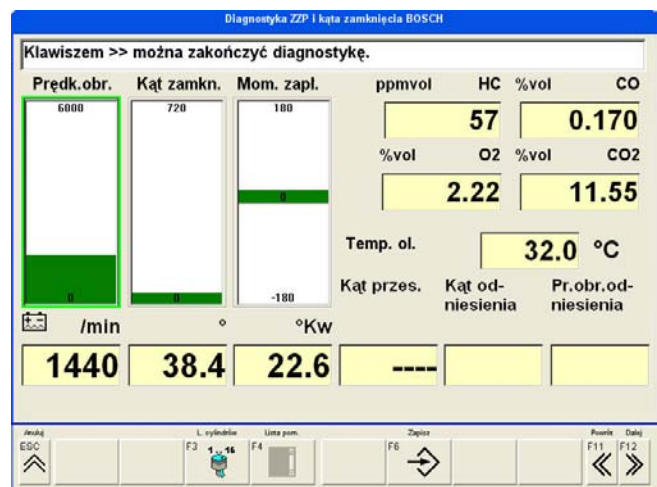 Diagnostyka ZZP i kąta zamknięcia BOSCH
Klawiszem >> można zakończyć diagnostykę.
Prędk.obr. Kąt zamkn. Mom. zapł. ppmvol HC %vol CO
6000 720 180
57 0.170
%vol O2 %vol CO2
0 2.22 11.55
Temp. ol. 32.0 °C
0 0 -180
Kąt przes. Kąt od- Pr.obr.od-
niesienia niesienia
/min ° °Kw
1440 38.4 22.6 ----
Anuluj L. cylindrów Lista pom. Zapisz Powrót Dalej
ESC F3 1..16 F4 F6 F11 F12